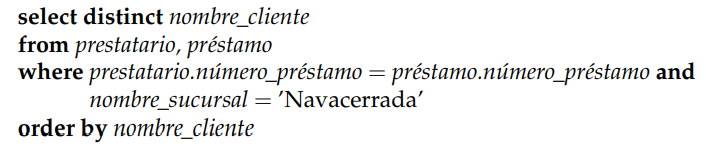 select distinct nombre_cliente
from prestatario, préstamo
where prestatario.número_préstamo = préstamo.número_préstamo and
nombre_sucursal = ’Navacerrada’
order by nombre_cliente